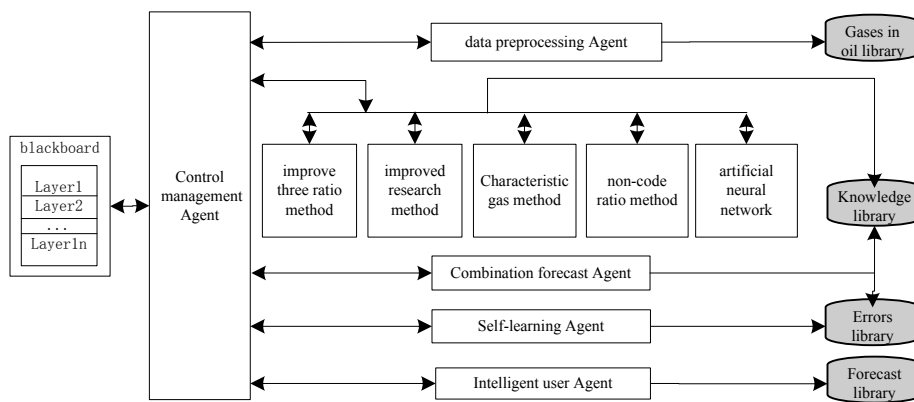 data preprocessing Agent
Gases in
oil library
blackboard
Layer1
Layer2
...
Layer1n
Control
management
Agent
improve
three ratio
method
improved
research
method
Characteristic
gas method
non-code
ratio method
artificial
neural
network
Knowledge
library
Combination forecast Agent
Self-learning Agent
Errors
library
Intelligent user Agent
Forecast
library